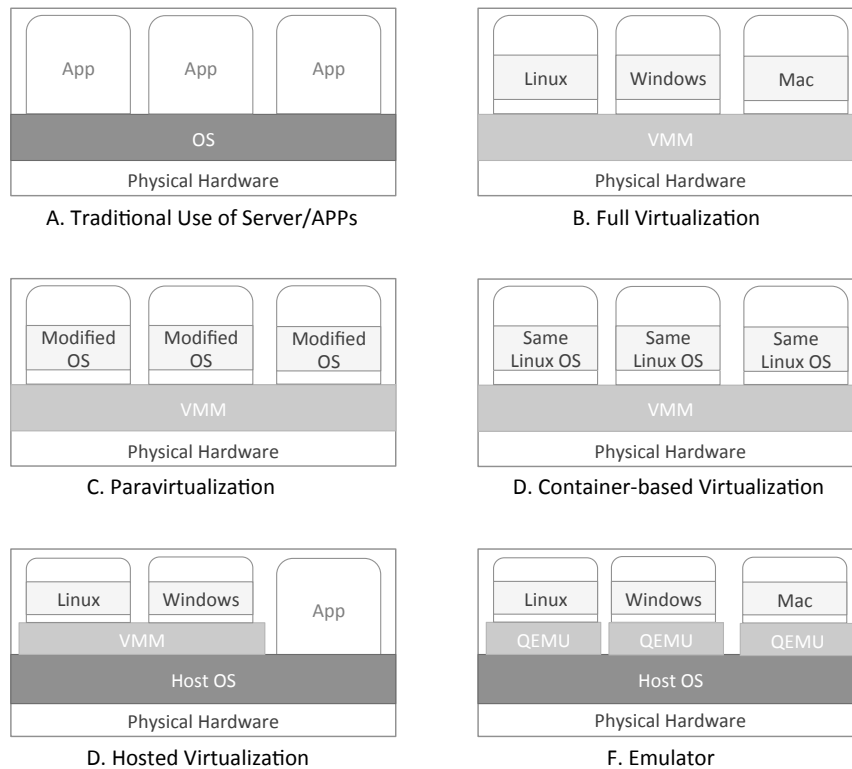 App
App
App
OS
Physical Hardware
A. Traditional Use of Server/APPs
Linux
Windows
Mac
VMM
Physical Hardware
B. Full Virtualization
Modified
OS
Modified
OS
Modified
OS
VMM
Physical Hardware
C. Paravirtualization
Same
Linux OS
Same
Linux OS
Same
Linux OS
VMM
Physical Hardware
D. Container-based Virtualization
Linux
Windows
App
VMM
Host OS
Physical Hardware
D. Hosted Virtualization
Linux
Windows
Mac
QEMU
QEMU
QEMU
Host OS
Physical Hardware
F. Emulator